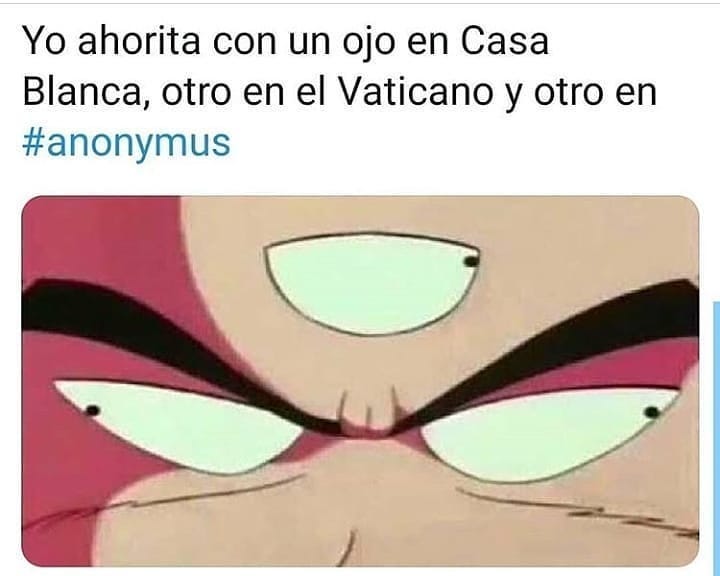 Yo ahorita con un ojo en Casa
Blanca, otro en el Vaticano y otro en
#anonymus